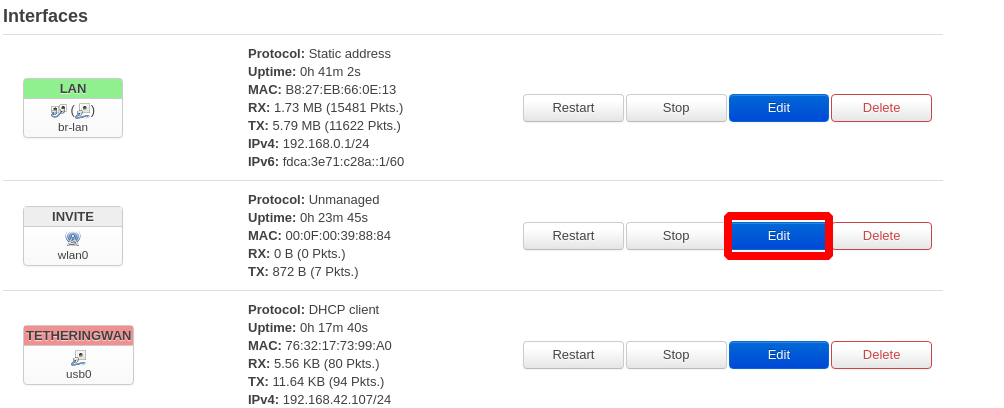 Interfaces
LAN
( )
br-lan
Protocol: Static address
Uptime: 0h 41m 2s
MAC: B8:27:EB:66:0E:13
RX: 1.73 MB (15481 Pkts.)
TX: 5.79 MB (11622 Pkts.)
IPv4: 192.168.0.1/24
IPv6: fdca:3e71:c28a::1/60
Restart Stop Edit Delete
INVITE
wlan0
Protocol: Unmanaged
Uptime: 0h 23m 45s
MAC: 00:0F:00:39:88:84
RX: 0 B (0 Pkts.)
TX: 872 B (7 Pkts.)
Restart Stop Edit Delete
TETHERINGWAN
usb0
Protocol: DHCP client
Uptime: 0h 17m 40s
MAC: 76:32:17:73:99:A0
RX: 5.56 KB (80 Pkts.)
TX: 11.64 KB (94 Pkts.)
IPv4: 192.168.42.107/24
Restart Stop Edit Delete